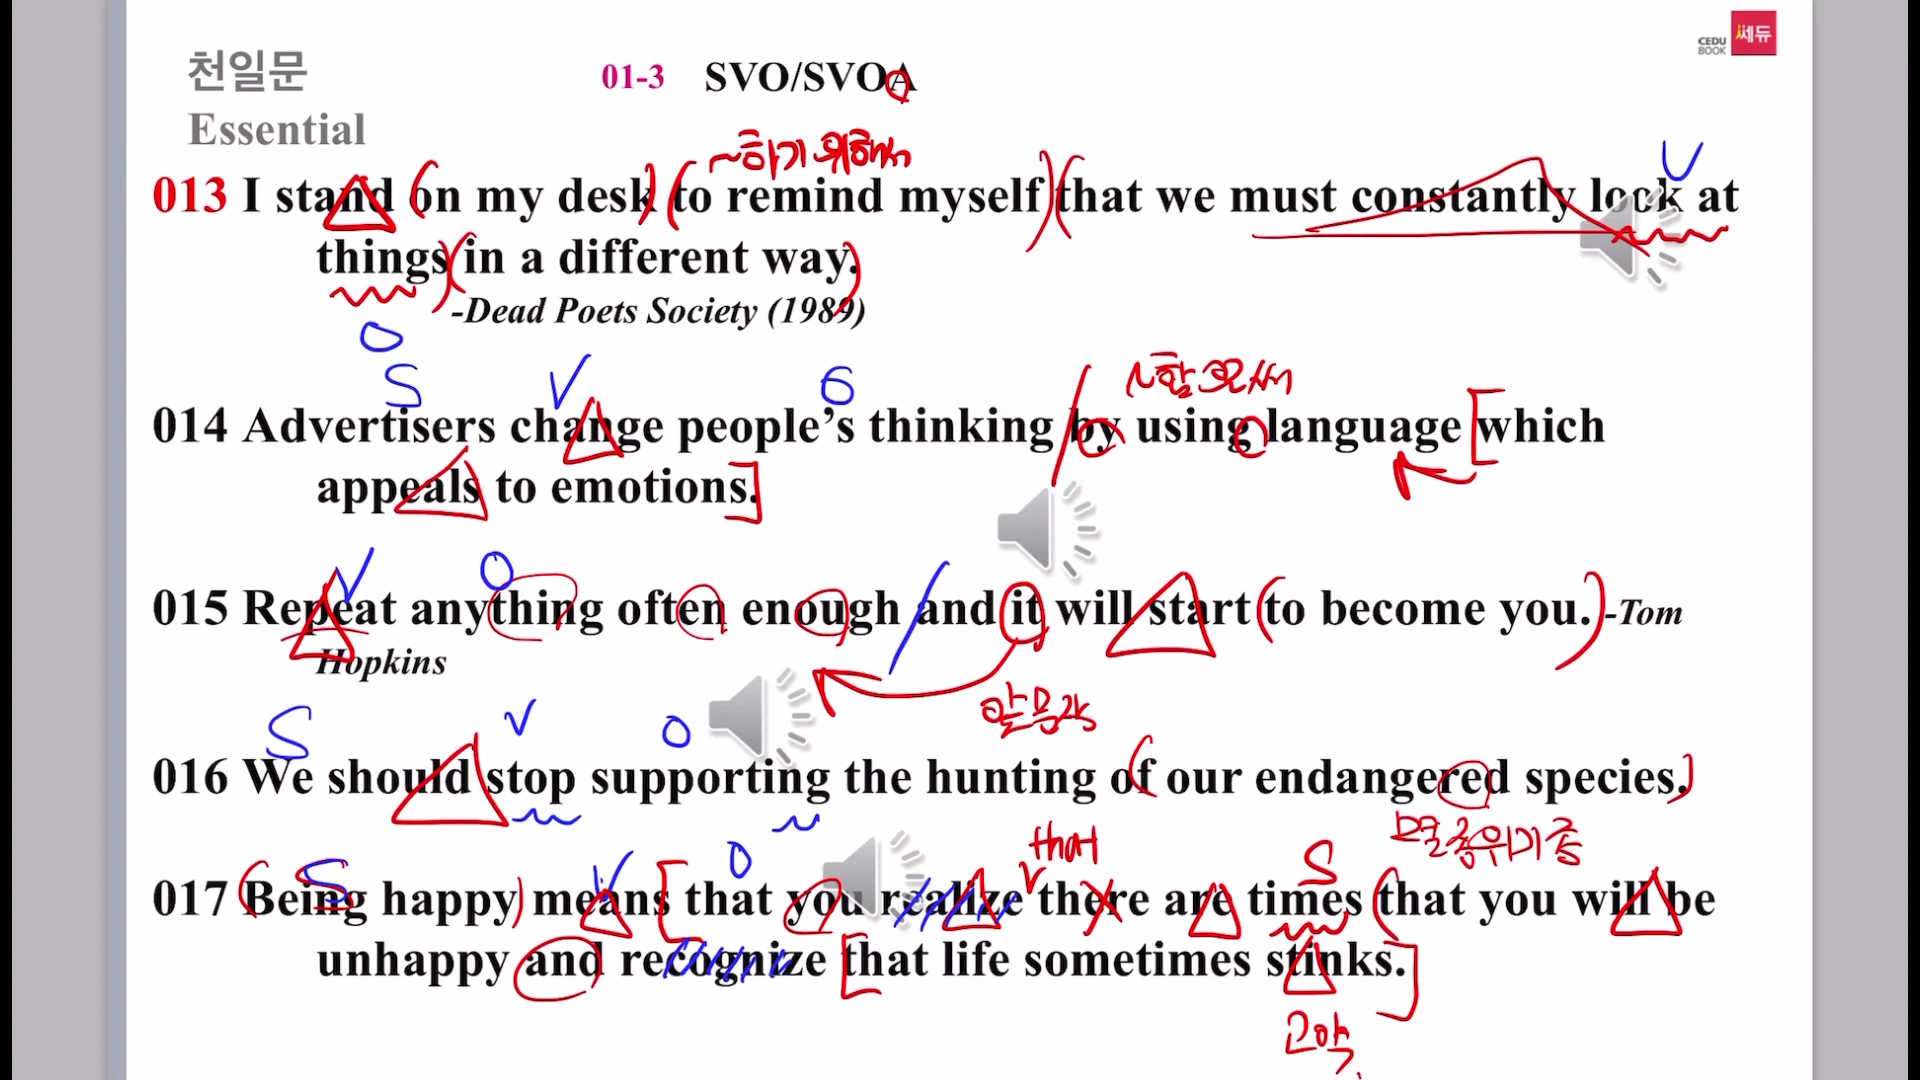 CEDU
BOOK
쎄듀
천일문
01-3 SVO/SVOA
Essential
~하기 위해서
V
013 I stand (on my desk) (to remind myself) (that we must constantly look at
things) (in a different way.)
-Dead Poets Society (1989)
O
S V O
~함으로써
014 Advertisers change people’s thinking / by using language [which
appeals to emotions.]
V O
015 Repeat anything often enough / and it will start (to become you.) -Tom
Hopkins
앞 문장
S V O
016 We should stop supporting the hunting (of our endangered species.)
멸종위기종
S V O that S
017 (Being happy) means [that you realize there are times (that you will be
unhappy and recognize [that life sometimes stinks.]
고약